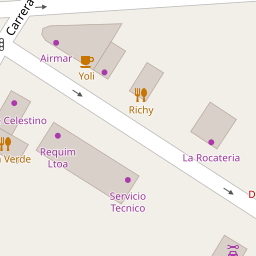 Carrera
Airmar
Yoli
Richy
Celestino
Verde
Requim
Ltoa
La Rocateria
Servicio
Tecnico
D